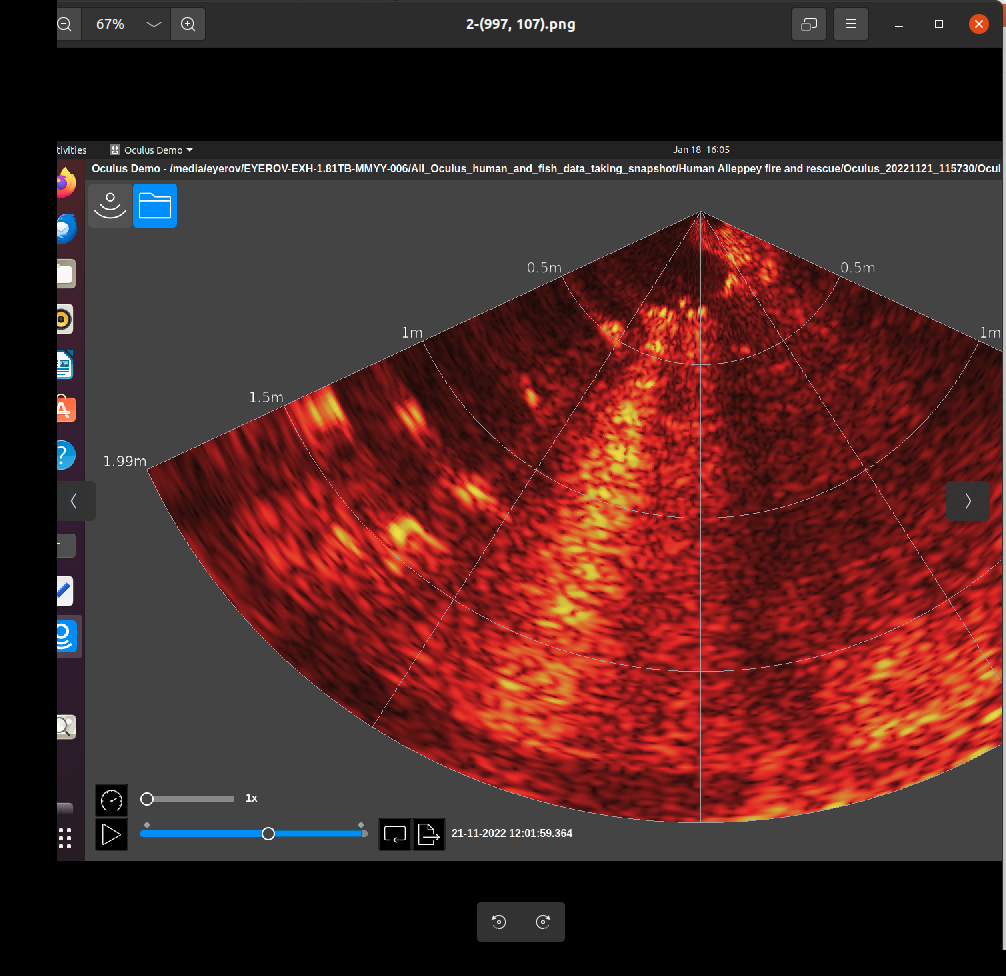 67%
2-(997, 107).png
tivities
Oculus Demo
Jan 18 16:05
Oculus Demo - /media/eyerov/EYEROV-EXH-1.81TB-MMYY-006/All_Oculus_human_and_fish_data_taking_snapshot/Human Alleppey fire and rescue/Oculus_20221121_115730/Ocul
0.5m
0.5m
1m
1m
1.5m
1.99m
1x
21-11-2022 12:01:59.364